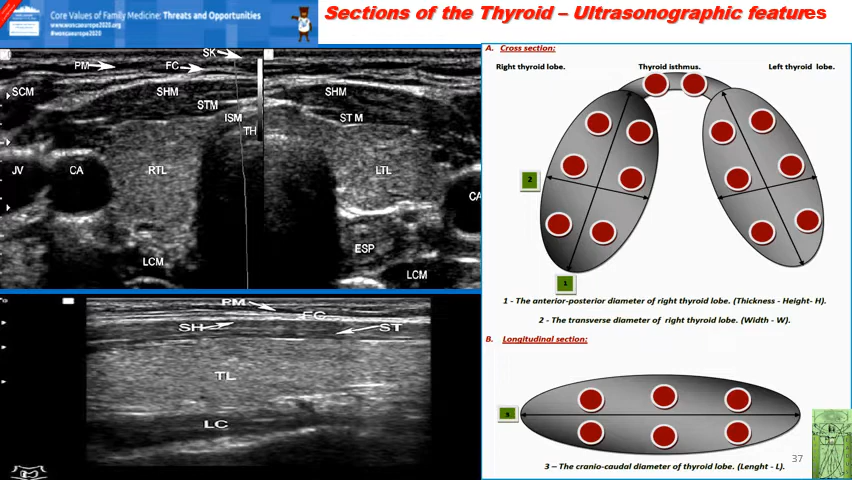 Core Values of Family Medicine: Threats and Opportunities
www.woncaeurope2020.org
#woncaeurope2020
Sections of the Thyroid – Ultrasonographic features
SK
PM
FC
SCM
SHM
SHM
STM
ISM
ST M
TH
JV
CA
RTL
LTL
CA
ESP
LCM
LCM
PM
FC
SH
ST
TL
LC
A. Cross section:
Right thyroid lobe.
Thyroid isthmus.
Left thyroid lobe.
2
1
1 - The anterior-posterior diameter of right thyroid lobe. (Thickness - Height- H).
2 - The transverse diameter of right thyroid lobe. (Width - W).
B. Longitudinal section:
3
3 – The cranio-caudal diameter of thyroid lobe. (Lenght - L).
37